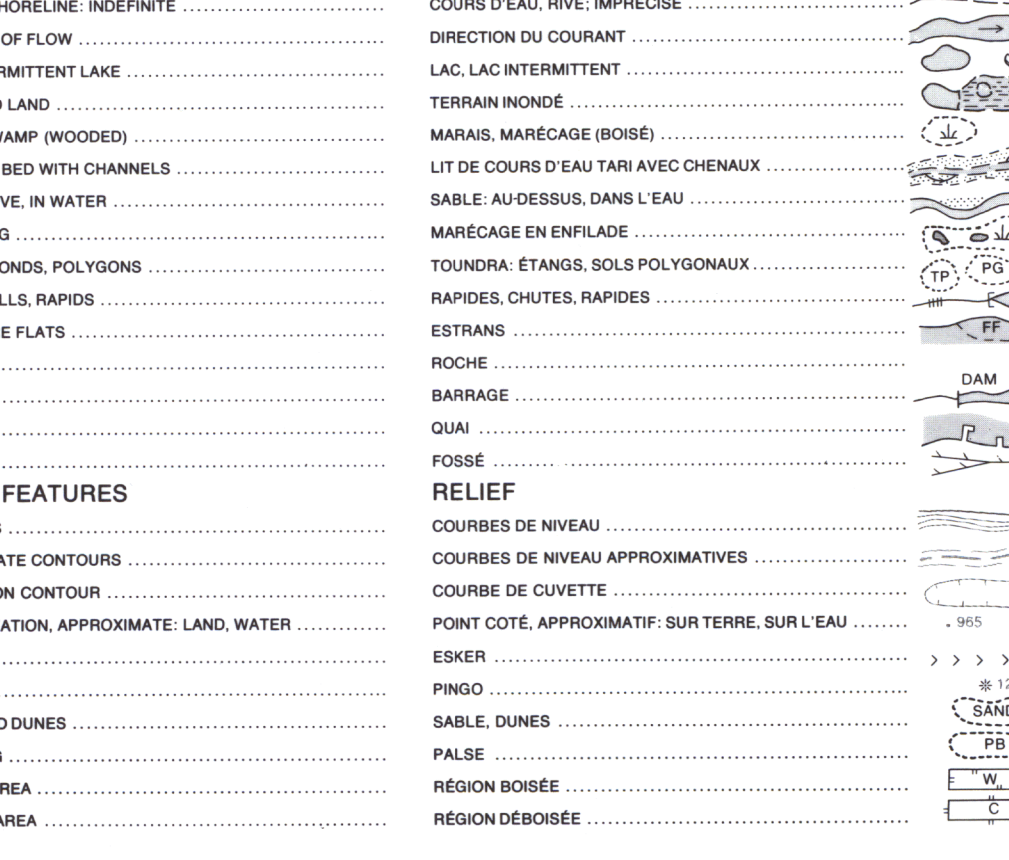 SHORELINE: INDEFINITE
OF FLOW
RMITTENT LAKE
LAND
WAMP (WOODED)
BED WITH CHANNELS
VE, IN WATER
G
ONDS, POLYGONS
LLS, RAPIDS
E FLATS
FEATURES
S
ATE CONTOURS
ON CONTOUR
ATION, APPROXIMATE: LAND, WATER
D DUNES
G
REA
AREA
COURS D'EAU, RIVE; IMPRÉCISE
DIRECTION DU COURANT
LAC, LAC INTERMITTENT
TERRAIN INONDÉ
MARAIS, MARÉCAGE (BOISÉ)
LIT DE COURS D'EAU TARI AVEC CHENAUX
SABLE: AU-DESSUS, DANS L'EAU
MARÉCAGE EN ENFILADE
TOUNDRA: ÉTANGS, SOLS POLYGONAUX
TP PG
RAPIDES, CHUTES, RAPIDES
ESTRANS
FF
ROCHE
BARRAGE
DAM
QUAI
FOSSÉ
RELIEF
COURBES DE NIVEAU
COURBES DE NIVEAU APPROXIMATIVES
COURBE DE CUVETTE
POINT COTÉ, APPROXIMATIF: SUR TERRE, SUR L'EAU
. 965
ESKER
PINGO
12
SABLE, DUNES
SAND
PALSE
PB
RÉGION BOISÉE
W
RÉGION DÉBOISÉE
C